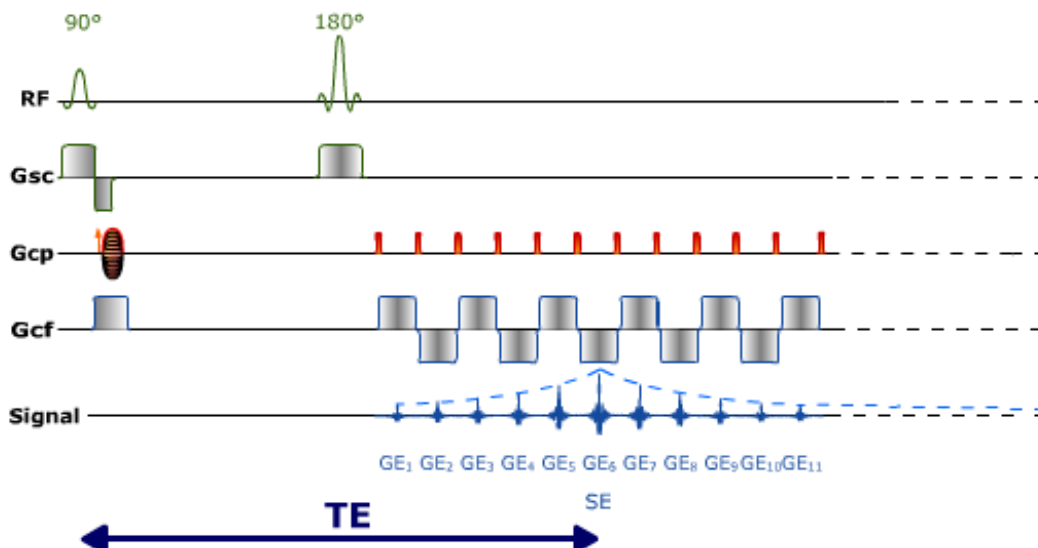 90° 180°
RF
Gsc
Gcp
Gcf
Signal
GE₁ GE₂ GE₃ GE₄ GE₅ GE₆ GE₇ GE₈ GE₉ GE₁₀ GE₁₁
SE
TE